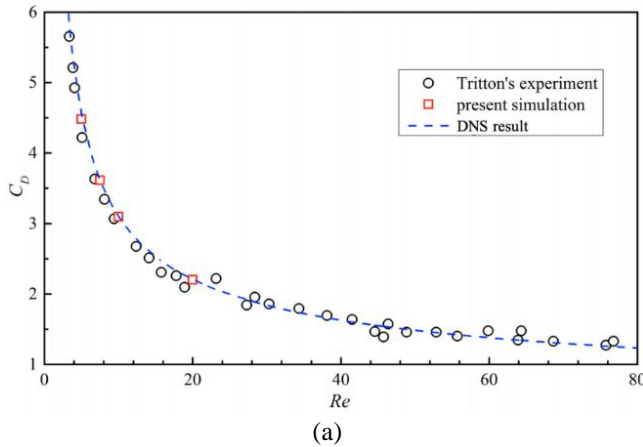 6
5
4
3
2
1
C_D
Tritton's experiment
present simulation
DNS result
0 20 40 60 80
Re
(a)